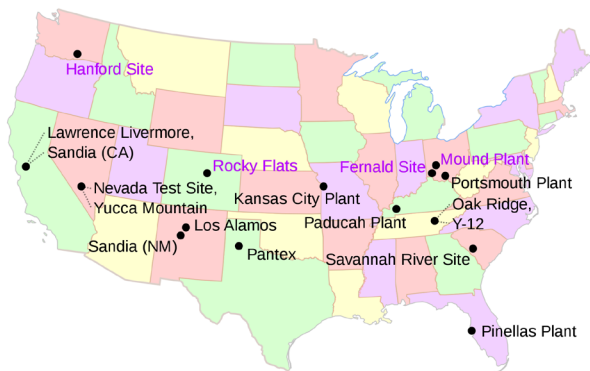 Hanford Site
Lawrence Livermore,
Sandia (CA)
Rocky Flats
Fernald Site
Mound Plant
Nevada Test Site,
Yucca Mountain
Kansas City Plant
Portsmouth Plant
Oak Ridge,
Y-12
Paducah Plant
Los Alamos
Sandia (NM)
Pantex
Savannah River Site
Pinellas Plant